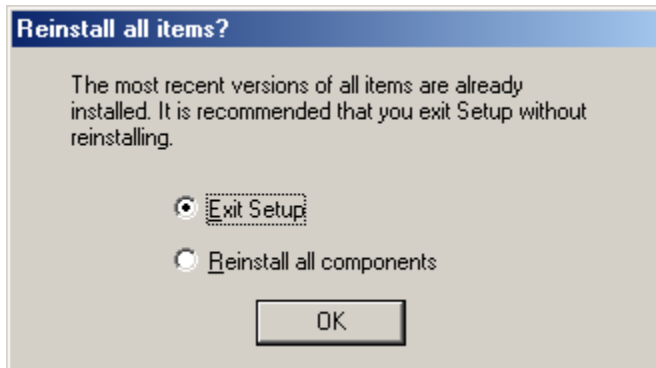 Reinstall all items?
The most recent versions of all items are already
installed. It is recommended that you exit Setup without
reinstalling.
Exit Setup
Reinstall all components
OK